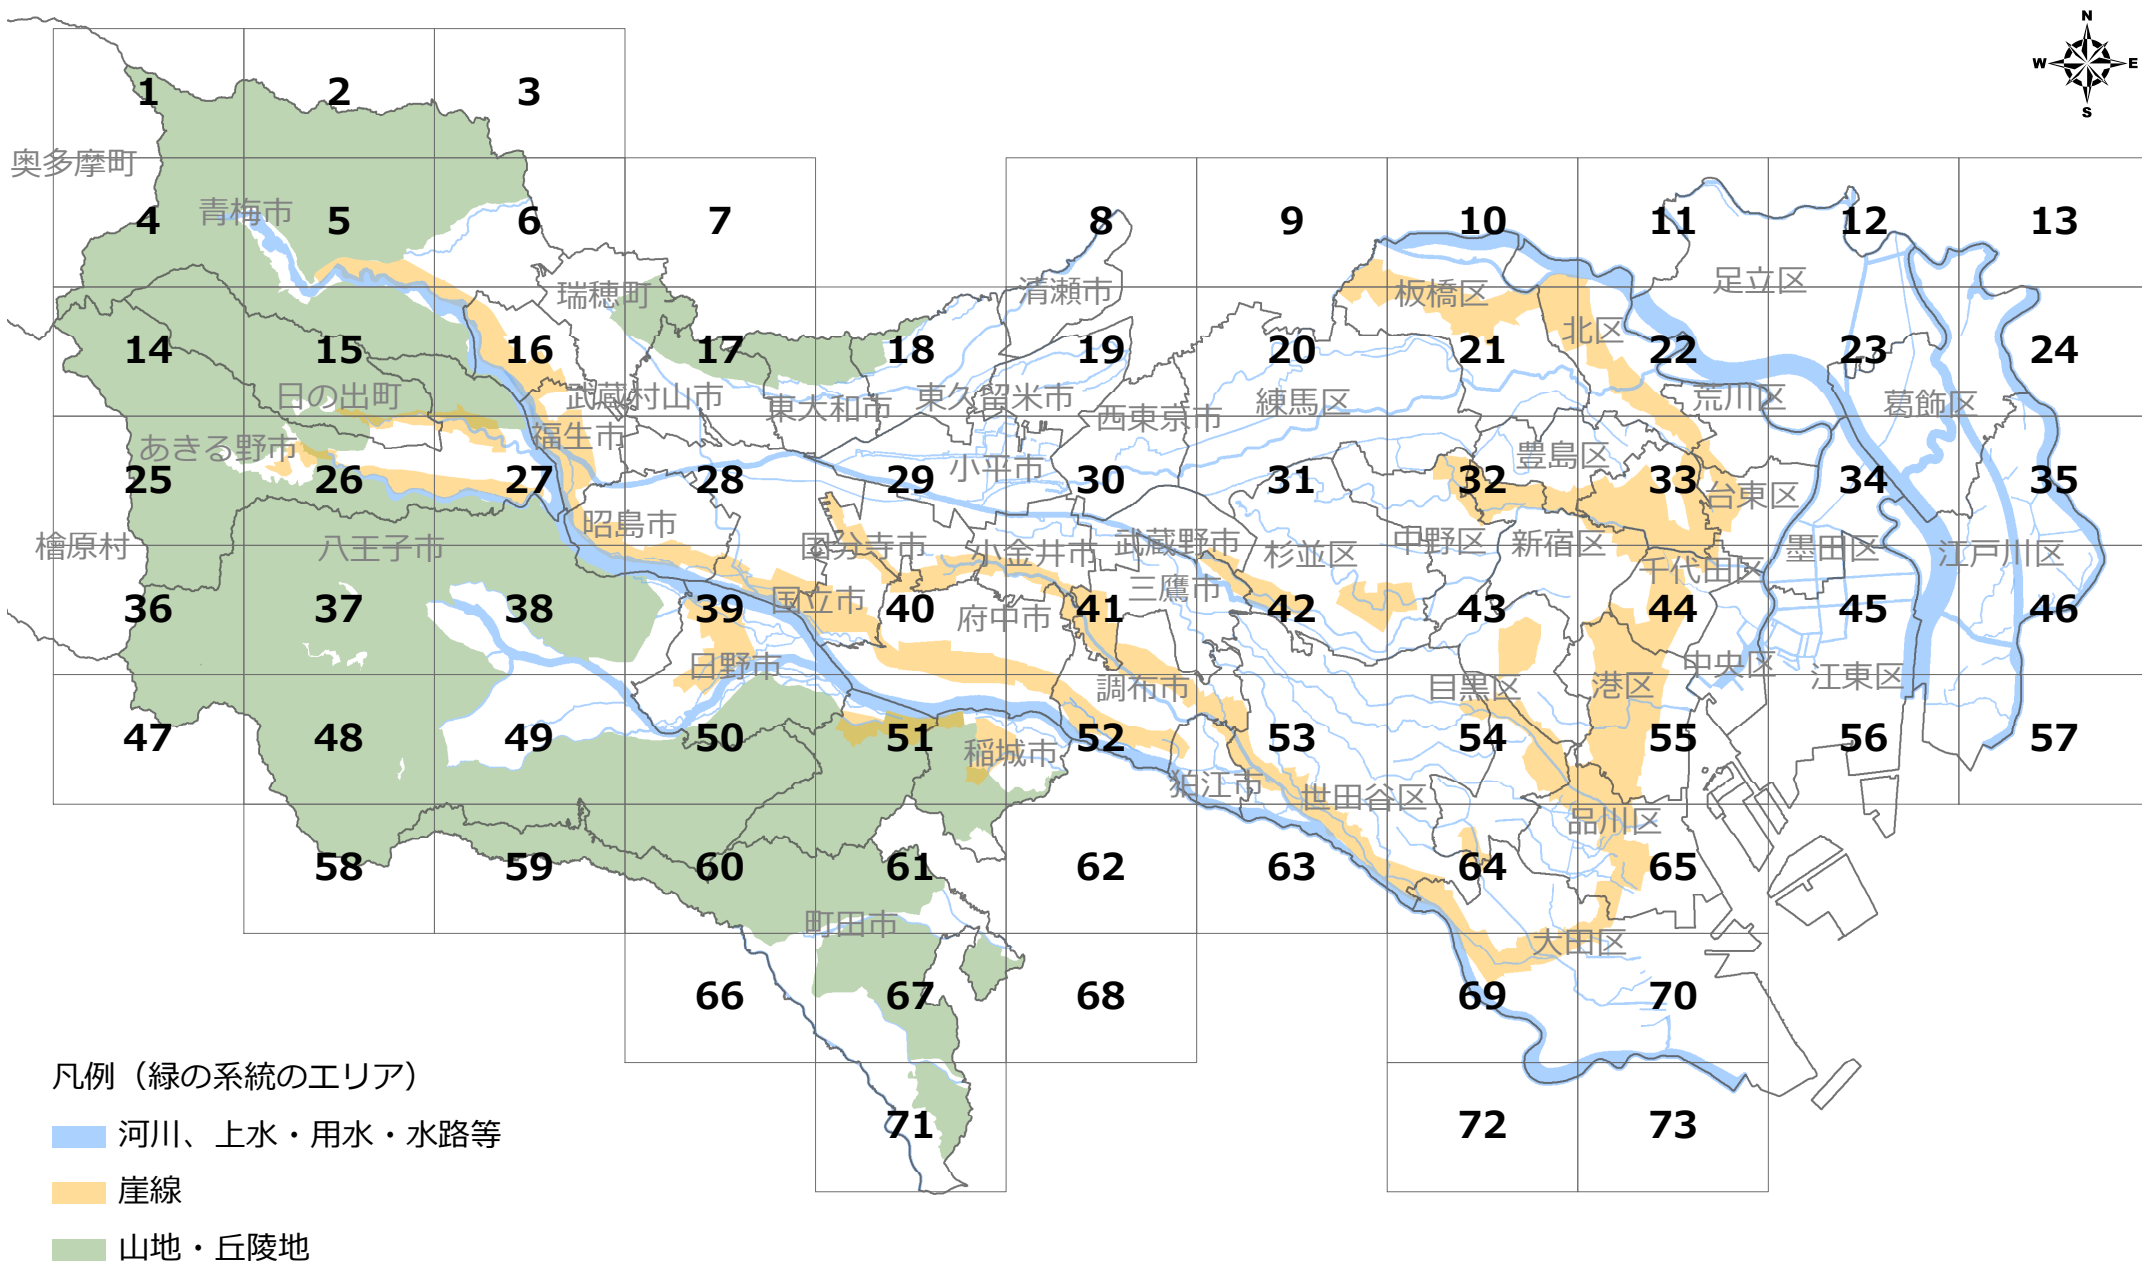 N
W E
S
1 2 3
奥多摩町
青梅市
4 5 6 7 8 9 10 11 12 13
瑞穂町 清瀬市 板橋区 足立区
北区
14 15 16 17 18 19 20 21 22 23 24
日の出町 武蔵村山市 東大和市 東久留米市 西東京市 練馬区 荒川区 葛飾区
あきる野市 福生市 小平市 豊島区
25 26 27 28 29 30 31 32 33 34 35
台東区
檜原村 八王子市 昭島市 国分寺市 小金井市 武蔵野市 杉並区 中野区 新宿区 千代田区 墨田区 江戸川区
三鷹市
国立市 府中市
36 37 38 39 40 41 42 43 44 45 46
日野市 調布市 目黒区 港区 中央区 江東区
47 48 49 50 51 52 53 54 55 56 57
稲城市
狛江市 世田谷区
品川区
58 59 60 61 62 63 64 65
町田市 大田区
66 67 68 69 70
71 72 73
凡例（緑の系統のエリア）
河川、上水・用水・水路等
崖線
山地・丘陵地